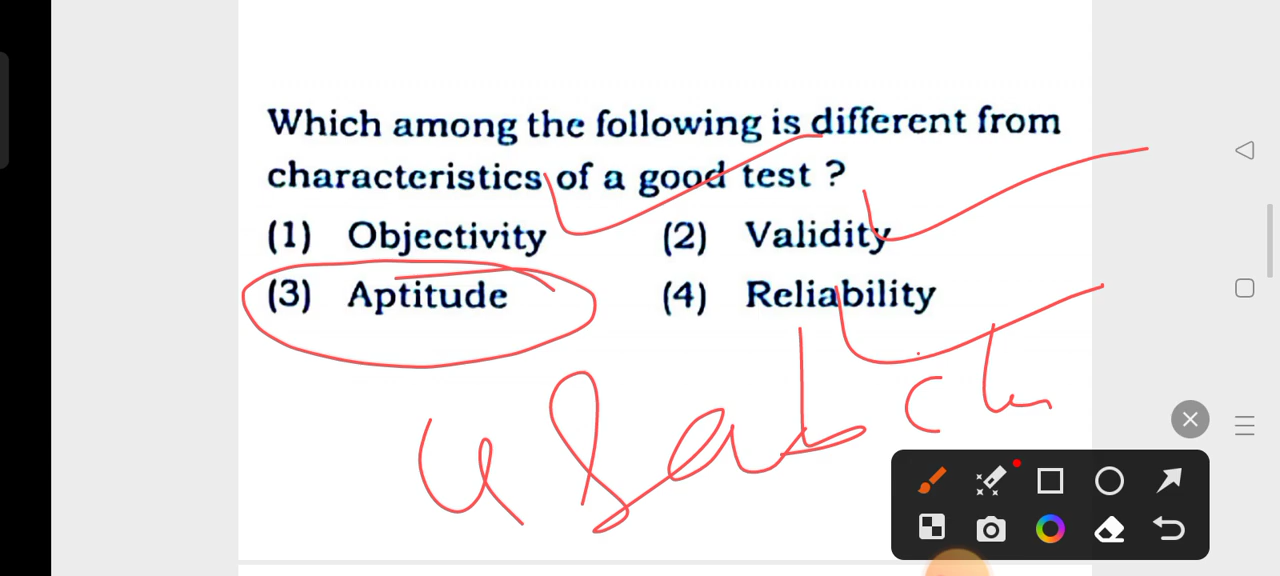 Which among the following is different from
characteristics of a good test ?
(1) Objectivity (2) Validity
(3) Aptitude (4) Reliability